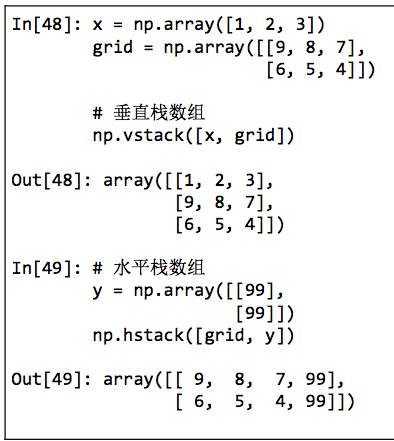 In[48]: x = np.array([1, 2, 3])
        grid = np.array([[9, 8, 7],
                         [6, 5, 4]])
        # 垂直栈数组
        np.vstack([x, grid])
Out[48]: array([[1, 2, 3],
                [9, 8, 7],
                [6, 5, 4]])
In[49]: # 水平栈数组
        y = np.array([[99],
                      [99]])
        np.hstack([grid, y])
Out[49]: array([[ 9,  8,  7, 99],
                [ 6,  5,  4, 99]])